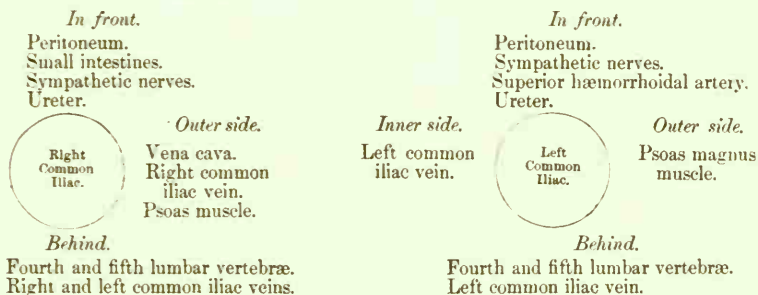 In front.
Peritoneum.
Small intestines.
Sympathetic nerves.
Ureter.
Right
Common
Iliac.
Outer side.
Vena cava.
Right common
iliac vein.
Psoas muscle.
Behind.
Fourth and fifth lumbar vertebræ.
Right and left common iliac veins.
In front.
Peritoneum.
Sympathetic nerves.
Superior hæmorrhoidal artery.
Ureter.
Inner side.
Left common
iliac vein.
Left
Common
Iliac.
Outer side.
Psoas magnus
muscle.
Behind.
Fourth and fifth lumbar vertebræ.
Left common iliac vein.